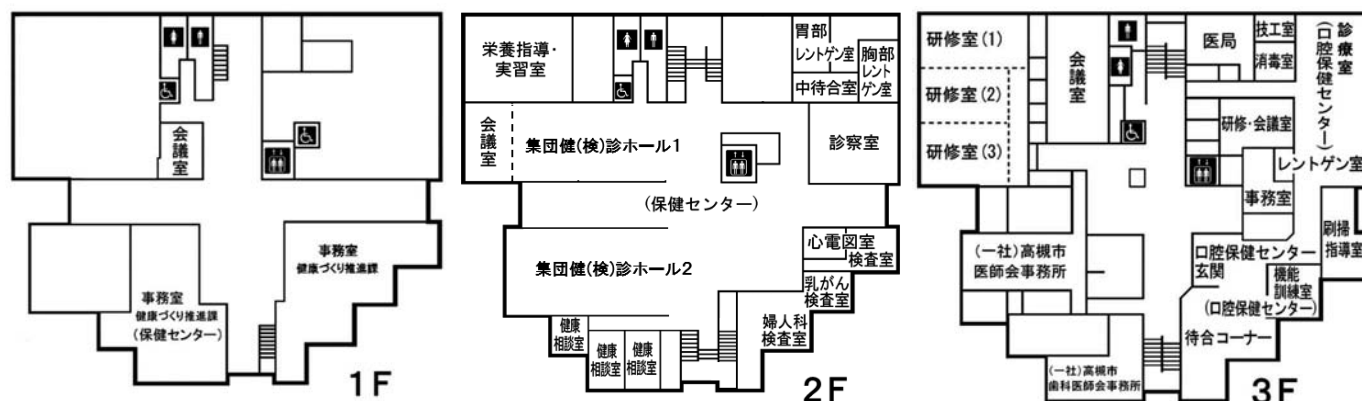 会議室
事務室
健康づくり推進課
事務室
健康づくり推進課
(保健センター)
1F
栄養指導・
実習室
胃部
レントゲン室
胸部
レント
ゲン室
中待合室
会議室
集団健(検)診ホール1
診察室
(保健センター)
集団健(検)診ホール2
心電図室
検査室
乳がん
検査室
婦人科
検査室
健康
相談室
健康
相談室
健康
相談室
2F
研修室(1)
研修室(2)
研修室(3)
会議室
医局
技工室
消毒室
診療室
(口腔保健センター)
研修・会議室
レントゲン室
事務室
刷掃
指導室
(一社)高槻市
医師会事務所
口腔保健センター
玄関
機能
訓練室
(口腔保健センター)
待合コーナー
(一社)高槻市
歯科医師会事務所
3F